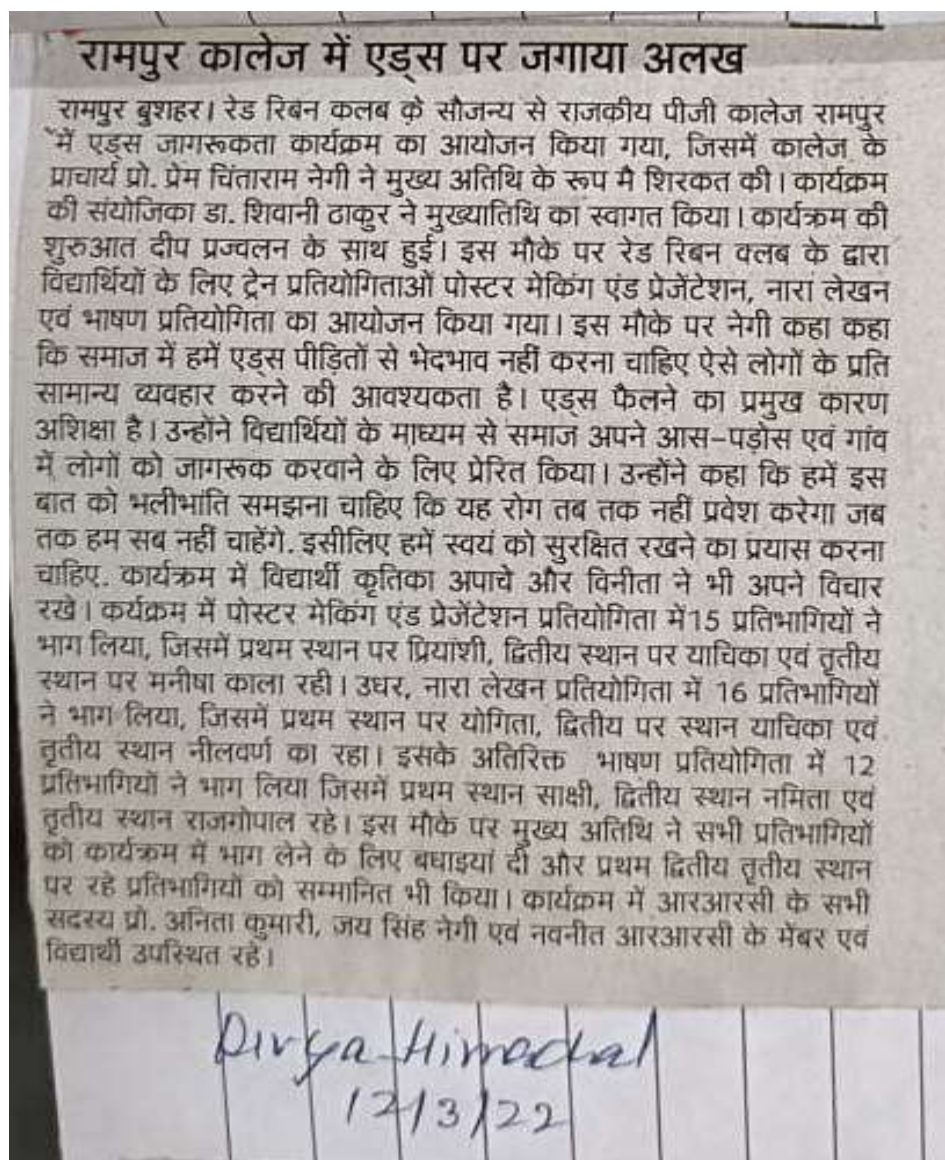 रामपुर कालेज में एड्स पर जगाया अलख
रामपुर बुशहर। रेड रिबन कलब के सौजन्य से राजकीय पीजी कालेज रामपुर
में एड्स जागरूकता कार्यक्रम का आयोजन किया गया, जिसमें कालेज के
प्राचार्य प्रो. प्रेम चिंताराम नेगी ने मुख्य अतिथि के रूप मै शिरकत की। कार्यक्रम
की संयोजिका डा. शिवानी ठाकुर ने मुख्यातिथि का स्वागत किया। कार्यक्रम की
शुरुआत दीप प्रज्वलन के साथ हुई। इस मौके पर रेड रिबन क्लब के द्वारा
विद्यार्थियों के लिए ट्रेन प्रतियोगिताओं पोस्टर मेकिंग एंड प्रेजेंटेशन, नारा लेखन
एवं भाषण प्रतियोगिता का आयोजन किया गया। इस मौके पर नेगी कहा कहा
कि समाज में हमें एड्स पीड़ितों से भेदभाव नहीं करना चाहिए ऐसे लोगों के प्रति
सामान्य व्यवहार करने की आवश्यकता है। एड्स फैलने का प्रमुख कारण
अशिक्षा है। उन्होंने विद्यार्थियों के माध्यम से समाज अपने आस-पड़ोस एवं गांव
में लोगों को जागरूक करवाने के लिए प्रेरित किया। उन्होंने कहा कि हमें इस
बात को भलीभांति समझना चाहिए कि यह रोग तब तक नहीं प्रवेश करेगा जब
तक हम सब नहीं चाहेंगे. इसीलिए हमें स्वयं को सुरक्षित रखने का प्रयास करना
चाहिए. कार्यक्रम में विद्यार्थी कृतिका अपाचे और विनीता ने भी अपने विचार
रखे। कर्यक्रम में पोस्टर मेकिंग एंड प्रेजेंटेशन प्रतियोगिता में15 प्रतिभागियों ने
भाग लिया, जिसमें प्रथम स्थान पर प्रियांशी, द्वितीय स्थान पर याचिका एवं तृतीय
स्थान पर मनीषा काला रही। उधर, नारा लेखन प्रतियोगिता में 16 प्रतिभागियों
ने भाग लिया, जिसमें प्रथम स्थान पर योगिता, द्वितीय पर स्थान याचिका एवं
तृतीय स्थान नीलवर्ण का रहा। इसके अतिरिक्त भाषण प्रतियोगिता में 12
प्रतिभागियों ने भाग लिया जिसमें प्रथम स्थान साक्षी, द्वितीय स्थान नमिता एवं
तृतीय स्थान राजगोपाल रहे। इस मौके पर मुख्य अतिथि ने सभी प्रतिभागियों
को कार्यक्रम में भाग लेने के लिए बधाइयां दी और प्रथम द्वितीय तृतीय स्थान
पर रहे प्रतिभागियों को सम्मानित भी किया। कार्यक्रम में आरआरसी के सभी
सदस्य प्रो. अनिता कुमारी, जय सिंह नेगी एवं नवनीत आरआरसी के मेंबर एवं
विद्यार्थी उपस्थित रहे।
Divya Himachal
12/3/22